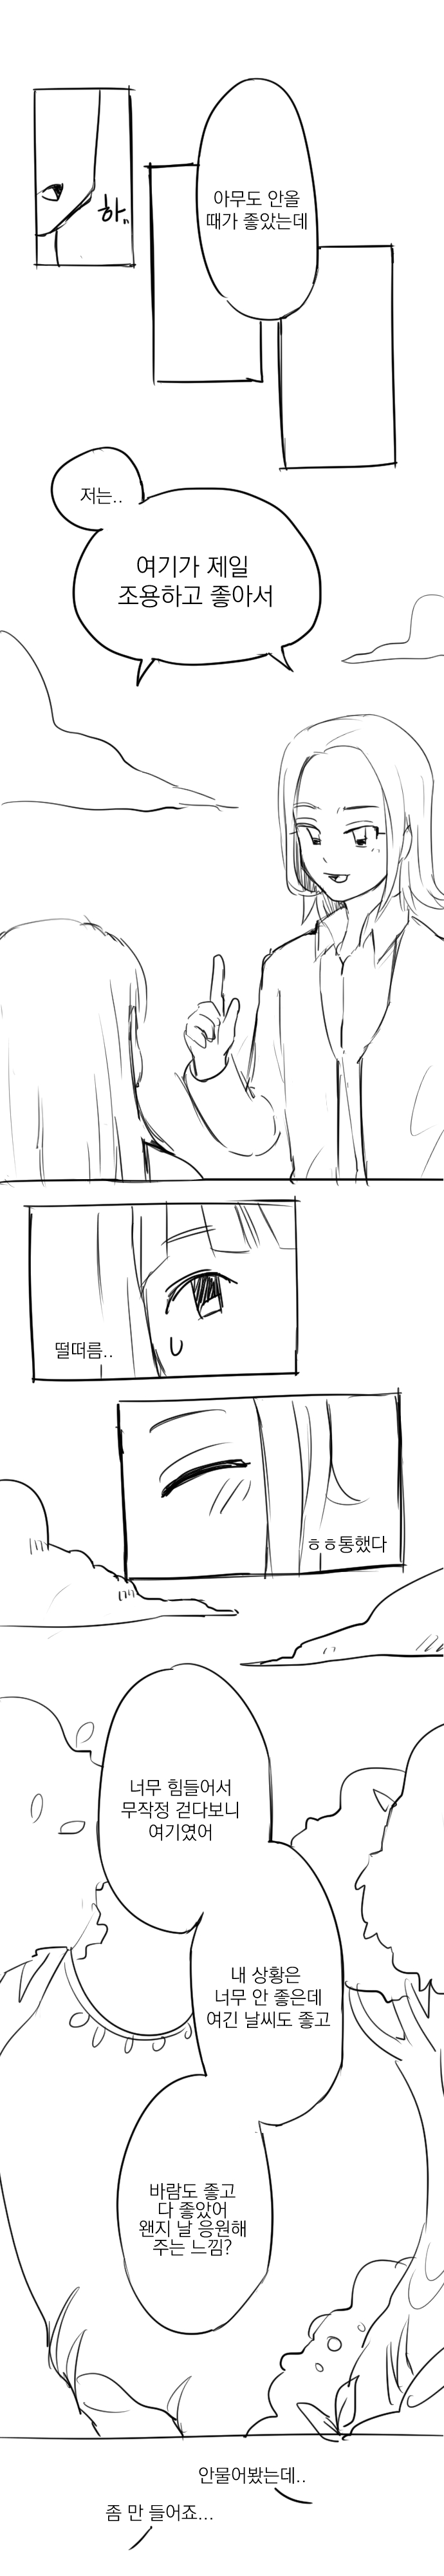 하..
아무도 안올
때가 좋았는데
저는..
여기가 제일
조용하고 좋아서
떨떠름..
ㅎㅎ통했다
너무 힘들어서
무작정 걷다보니
여기였어
내 상황은
너무 안 좋은데
여긴 날씨도 좋고
바람도 좋고
다 좋았어
왠지 날 응원해
주는 느낌?
안물어봤는데..
좀 만 들어죠...